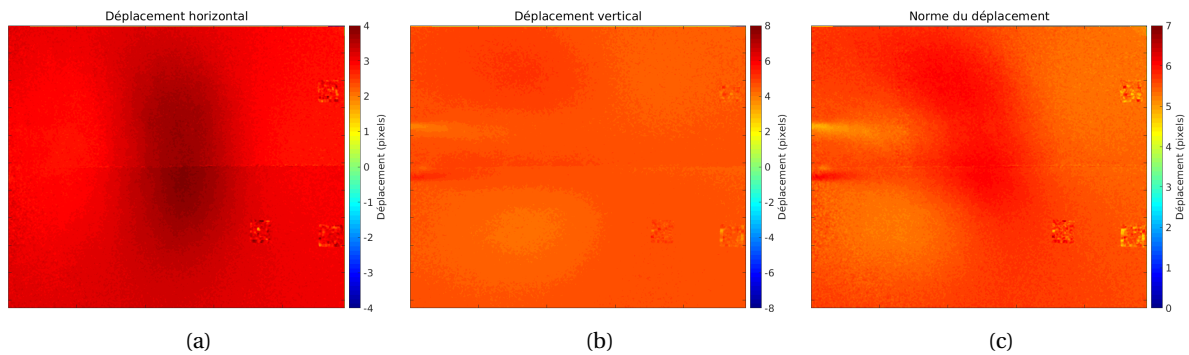 Déplacement horizontal
4
3
2
1
0
-1
-2
-3
-4
Déplacement (pixels)
(a)
Déplacement vertical
8
6
4
2
0
-2
-4
-6
-8
Déplacement (pixels)
(b)
Norme du déplacement
7
6
5
4
3
2
1
0
Déplacement (pixels)
(c)